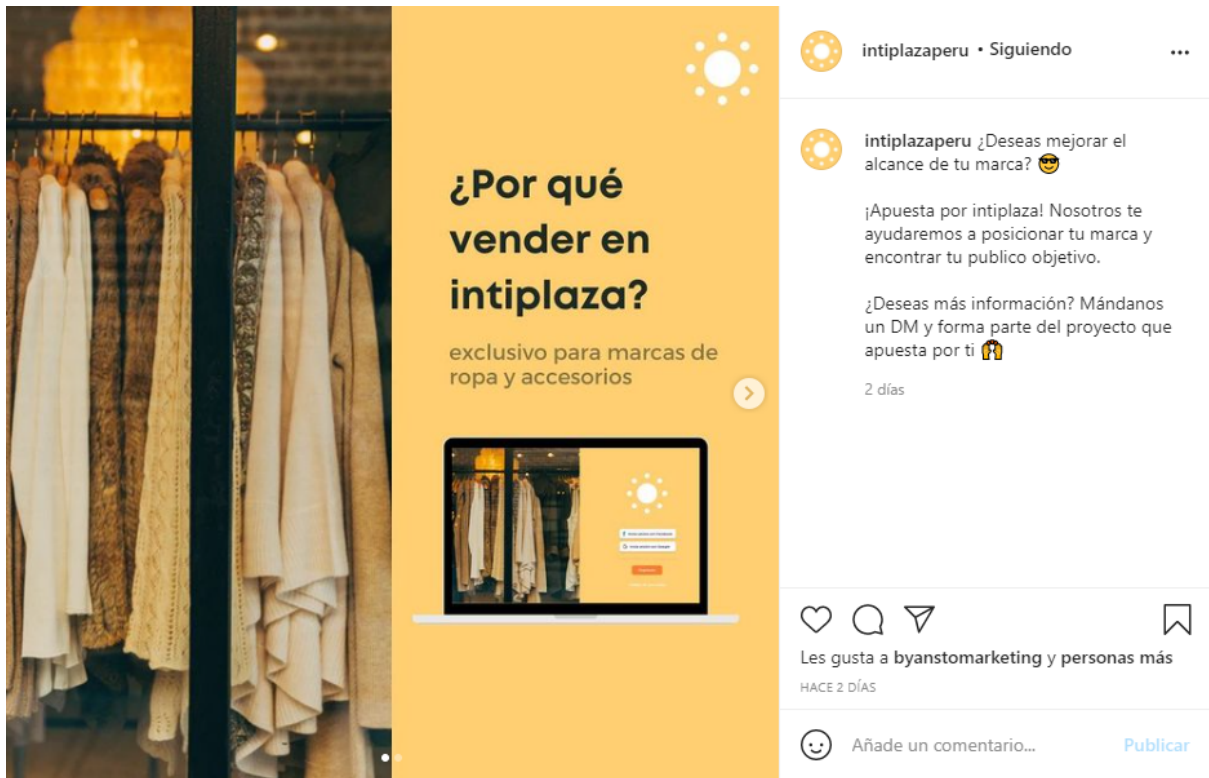 ¿Por qué
vender en
intiplaza?
exclusivo para marcas de
ropa y accesorios
intiplazaperu • Siguiendo
intiplazaperu ¿Deseas mejorar el
alcance de tu marca? 😎
¡Apuesta por intiplaza! Nosotros te
ayudaremos a posicionar tu marca y
encontrar tu publico objetivo.
¿Deseas más información? Mándanos
un DM y forma parte del proyecto que
apuesta por ti 🙌
2 días
Les gusta a byanstomarketing y personas más
HACE 2 DÍAS
Añade un comentario... Publicar